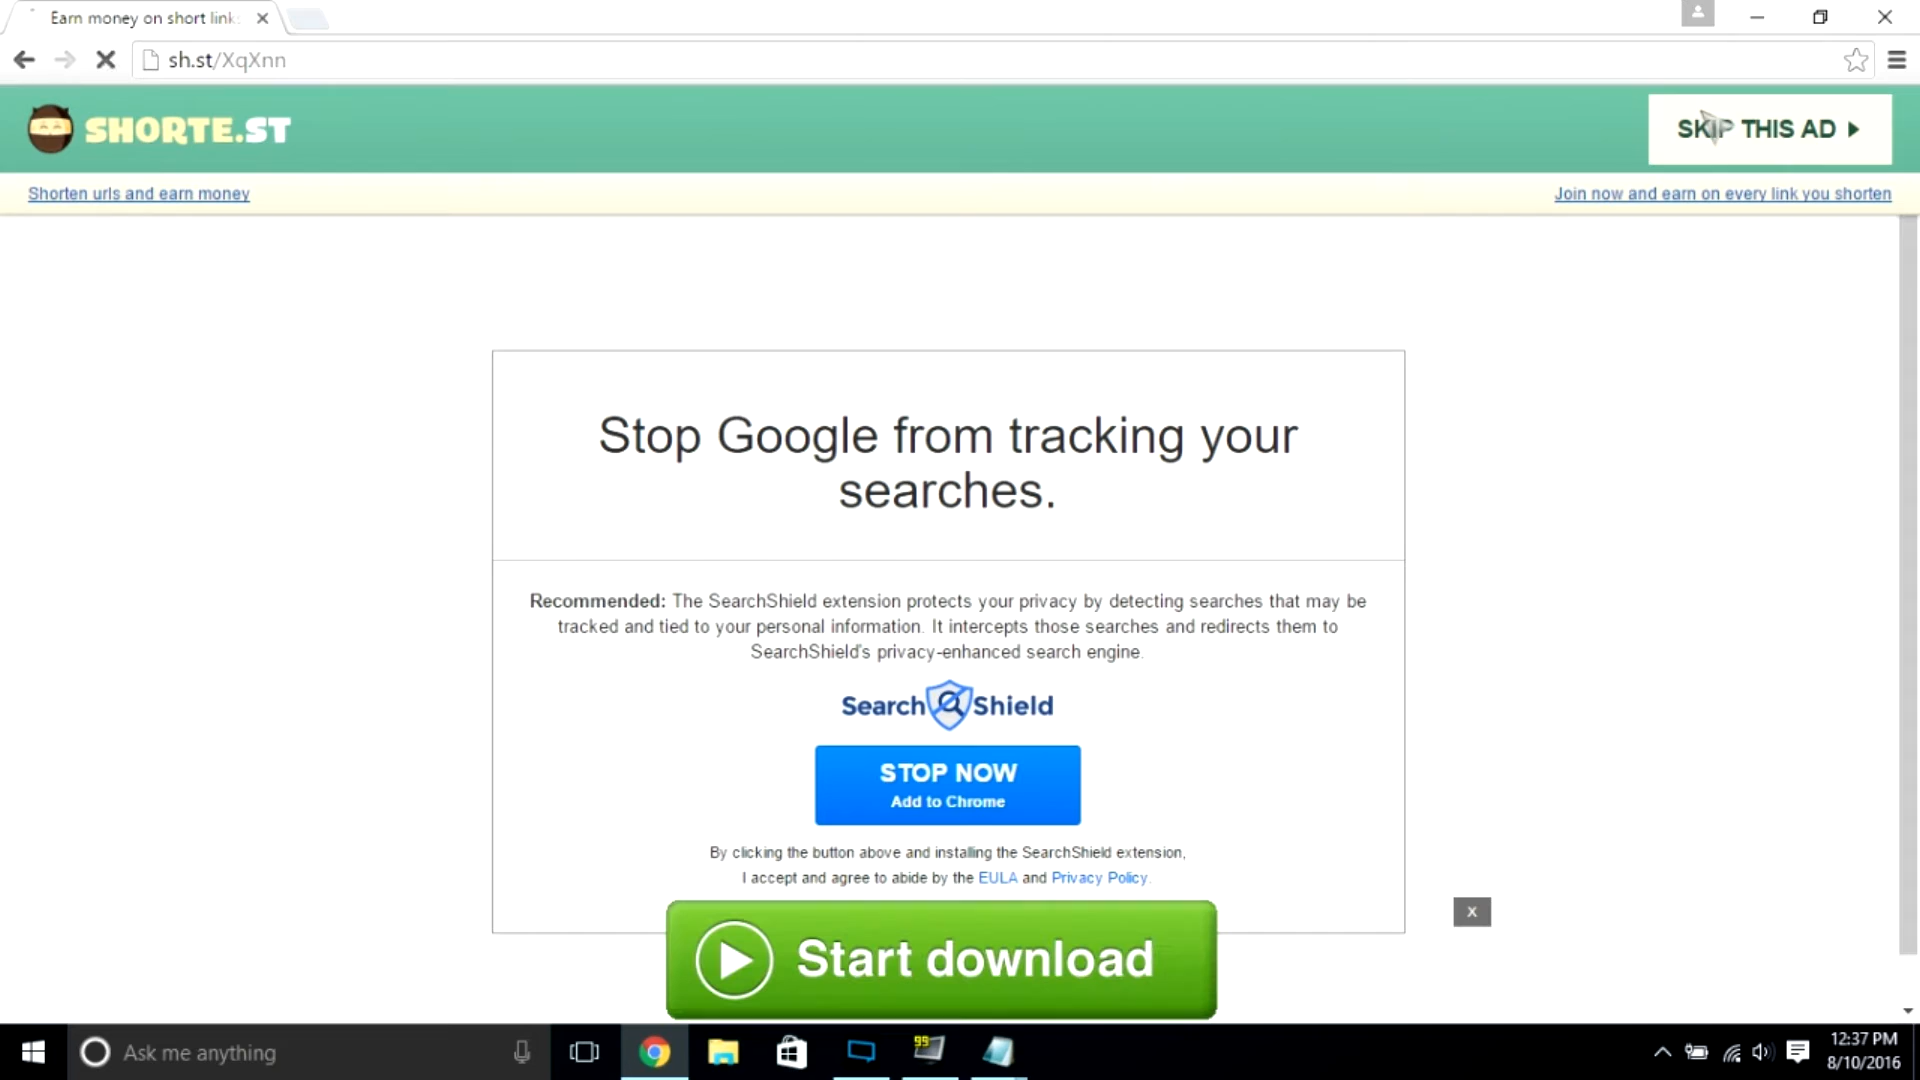 Earn money on short link
sh.st/XqXnn
SHORTE.ST
SKIP THIS AD
Shorten urls and earn money
Join now and earn on every link you shorten
Stop Google from tracking your
searches.
Recommended: The SearchShield extension protects your privacy by detecting searches that may be
tracked and tied to your personal information. It intercepts those searches and redirects them to
SearchShield's privacy-enhanced search engine.
Search Shield
STOP NOW
Add to Chrome
By clicking the button above and installing the SearchShield extension,
I accept and agree to abide by the EULA and Privacy Policy.
x
Start download
Ask me anything
99
12:37 PM
8/10/2016